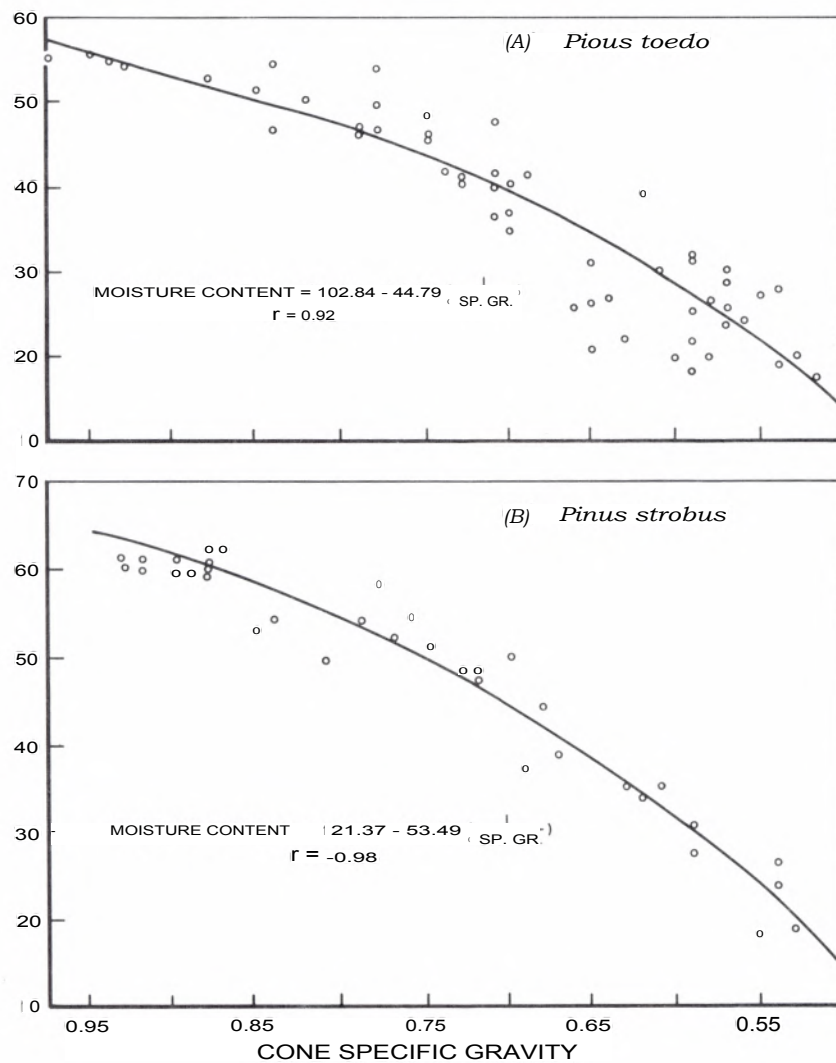 60
(A) Pious toedo
50
40
30
MOISTURE CONTENT = 102.84 - 44.79
SP. GR.
r = 0.92
20
10
70
(B) Pinus strobus
60
50
40
30
MOISTURE CONTENT 21.37 - 53.49
SP. GR.
r = -0.98
20
10
0.95 0.85 0.75 0.65 0.55
CONE SPECIFIC GRAVITY